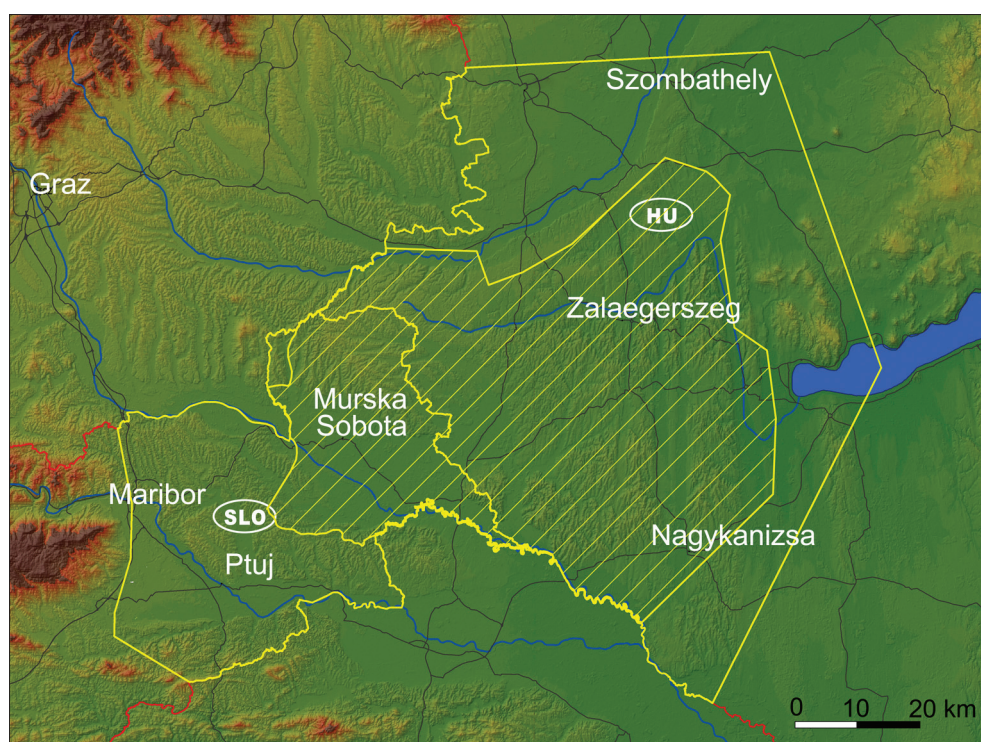 Szombathely
Graz
HU
Zalaegerszeg
Murska
Sobota
Maribor
SLO
Nagykanizsa
Ptuj
0 10 20 km